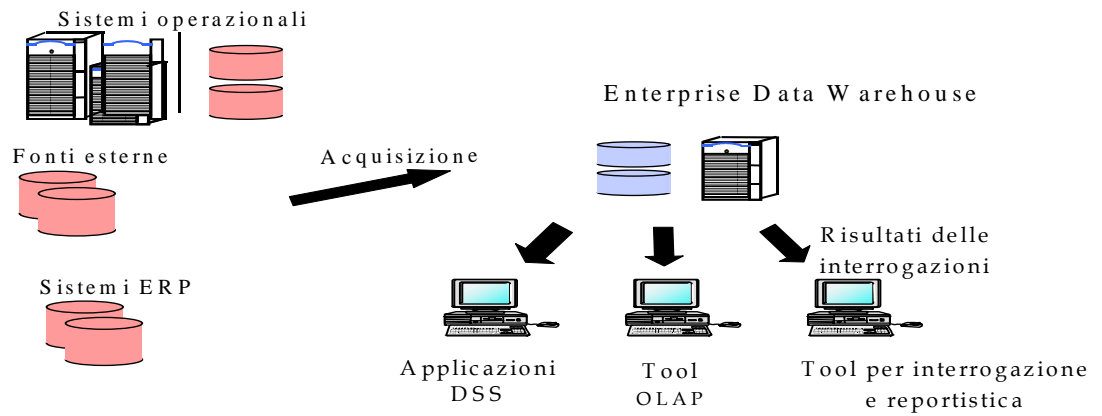 Sistemi operazionali
Enterprise Data Warehouse
Fonti esterne
Acquisizione
Risultati delle
interrogazioni
Sistemi ERP
Applicazioni
DSS
Tool
OLAP
Tool per interrogazione
e reportistica